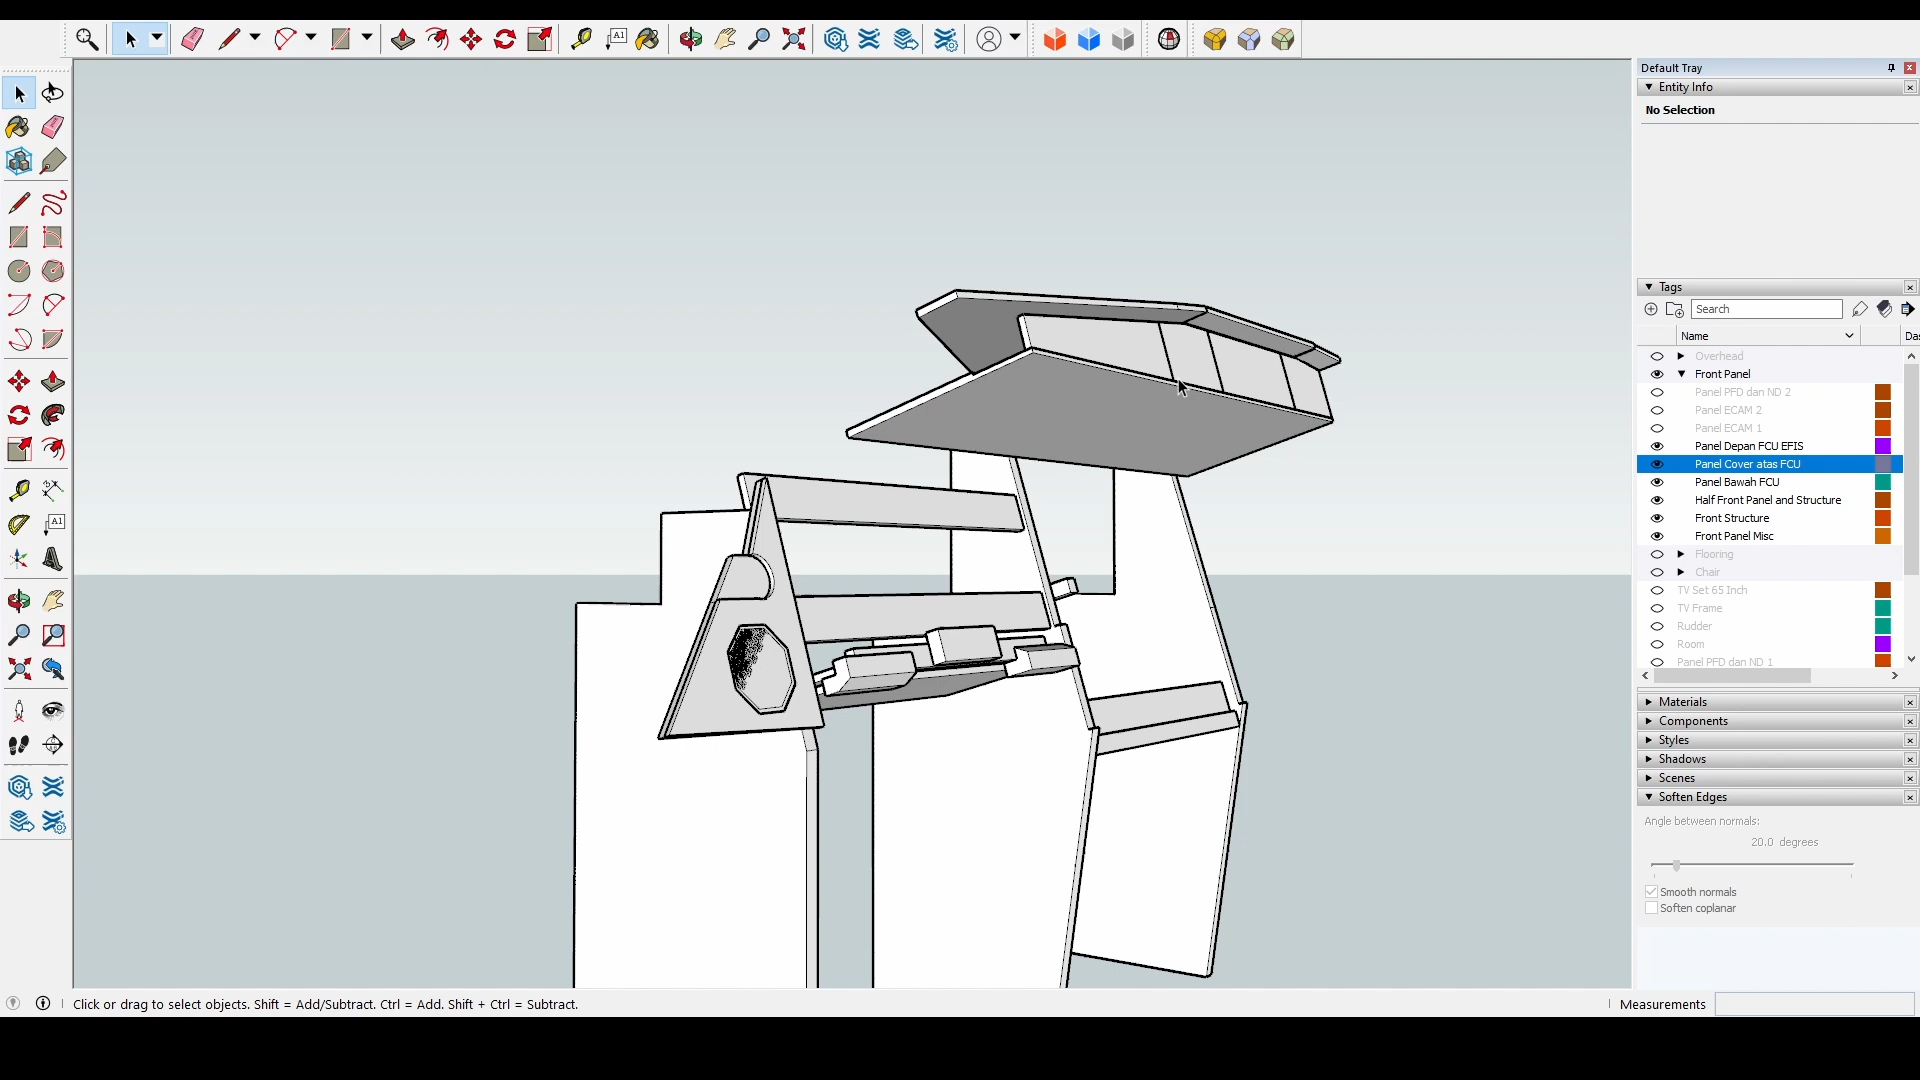 A1
Default Tray
Entity Info
No Selection
Tags
Search
Name
Das
Overhead
Front Panel
Panel PFD dan ND 2
Panel ECAM 2
Panel ECAM 1
Panel Depan FCU EFIS
Panel Cover atas FCU
Panel Bawah FCU
Half Front Panel and Structure
Front Structure
Front Panel Misc
Flooring
Chair
TV Set 65 Inch
TV Frame
Rudder
Room
Panel PFD dan ND 1
Materials
Components
Styles
Shadows
Scenes
Soften Edges
Angle between normals:
20.0 degrees
Smooth normals
Soften coplanar
A1
Click or drag to select objects. Shift = Add/Subtract. Ctrl = Add. Shift + Ctrl = Subtract.
Measurements